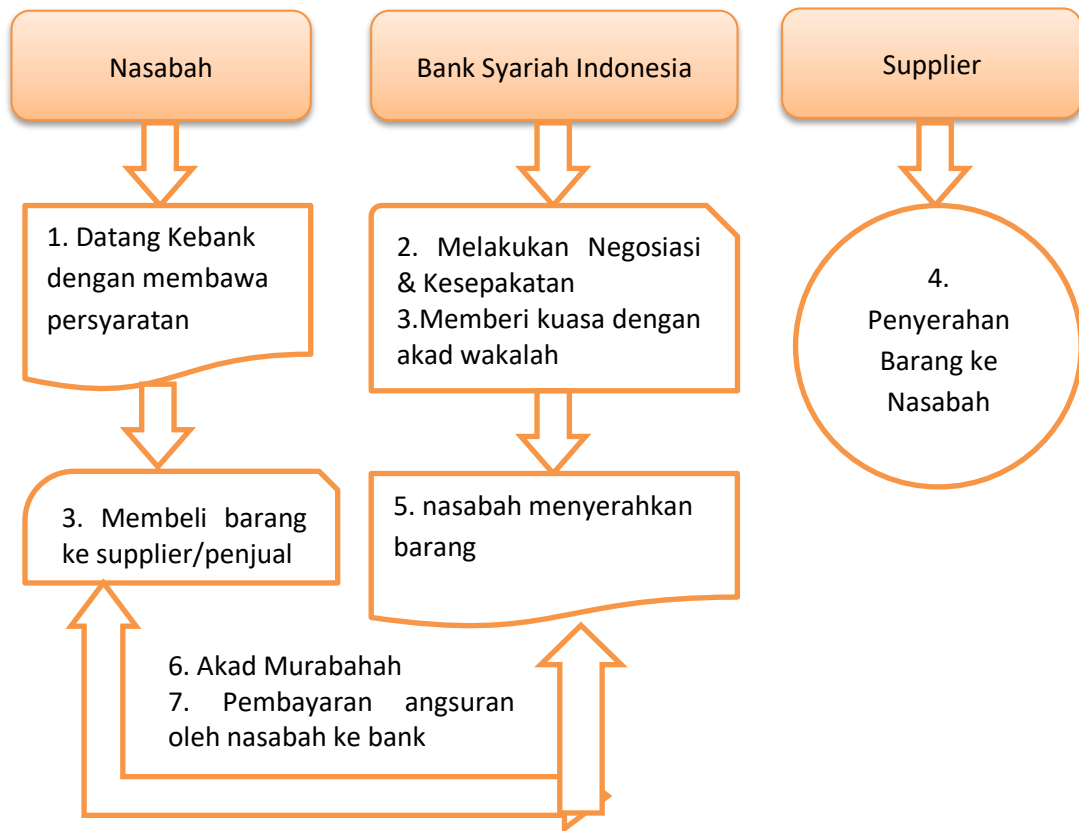 Nasabah
Bank Syariah Indonesia
Supplier
1. Datang Kebank
dengan membawa
persyaratan
2. Melakukan Negosiasi
& Kesepakatan
3.Memberi kuasa dengan
akad wakalah
4.
Penyerahan
Barang ke
Nasabah
3. Membeli barang
ke supplier/penjual
5. nasabah menyerahkan
barang
6. Akad Murabahah
7. Pembayaran angsuran
oleh nasabah ke bank